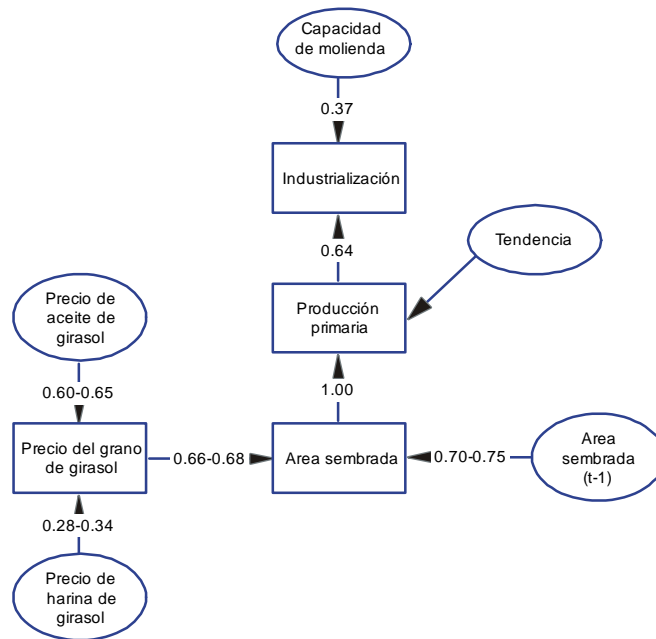 Capacidad
de molienda
0.37
Industrialización
0.64
Tendencia
Precio de
aceite de
girasol
Producción
primaria
0.60-0.65
1.00
Precio del grano
de girasol
0.66-0.68
Area sembrada
0.70-0.75
Area
sembrada
(t-1)
0.28-0.34
Precio de
harina de
girasol